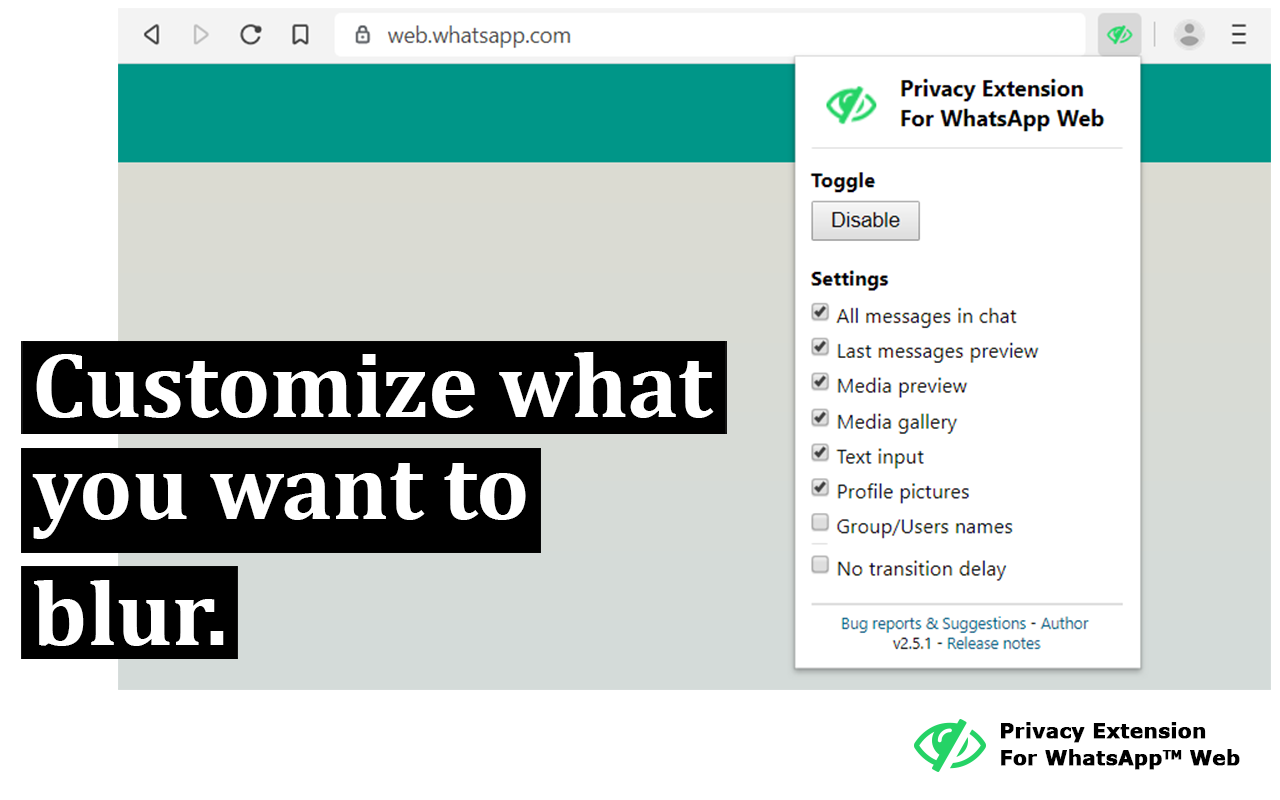 web.whatsapp.com
Privacy Extension
For WhatsApp Web
Toggle
Disable
Settings
All messages in chat
Last messages preview
Media preview
Media gallery
Text input
Profile pictures
Group/Users names
No transition delay
Bug reports & Suggestions - Author
v2.5.1 - Release notes
Customize what
you want to
blur.
Privacy Extension
For WhatsApp™ Web